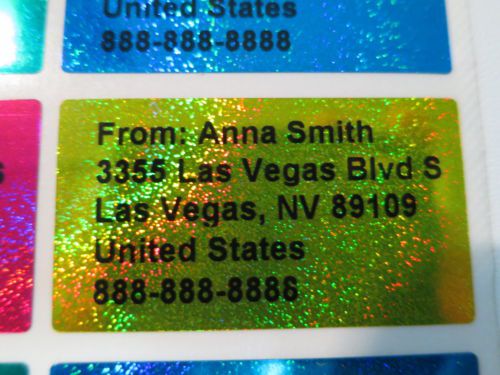 United States
888-888-8888
From: Anna Smith
3355 Las Vegas Blvd S
Las Vegas, NV 89109
United States
888-888-8888